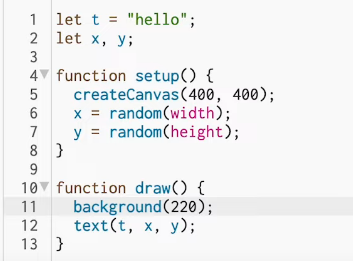 1 let t = "hello";
2 let x, y;
3
4 function setup() {
5   createCanvas(400, 400);
6   x = random(width);
7   y = random(height);
8 }
9
10 function draw() {
11   background(220);
12   text(t, x, y);
13 }